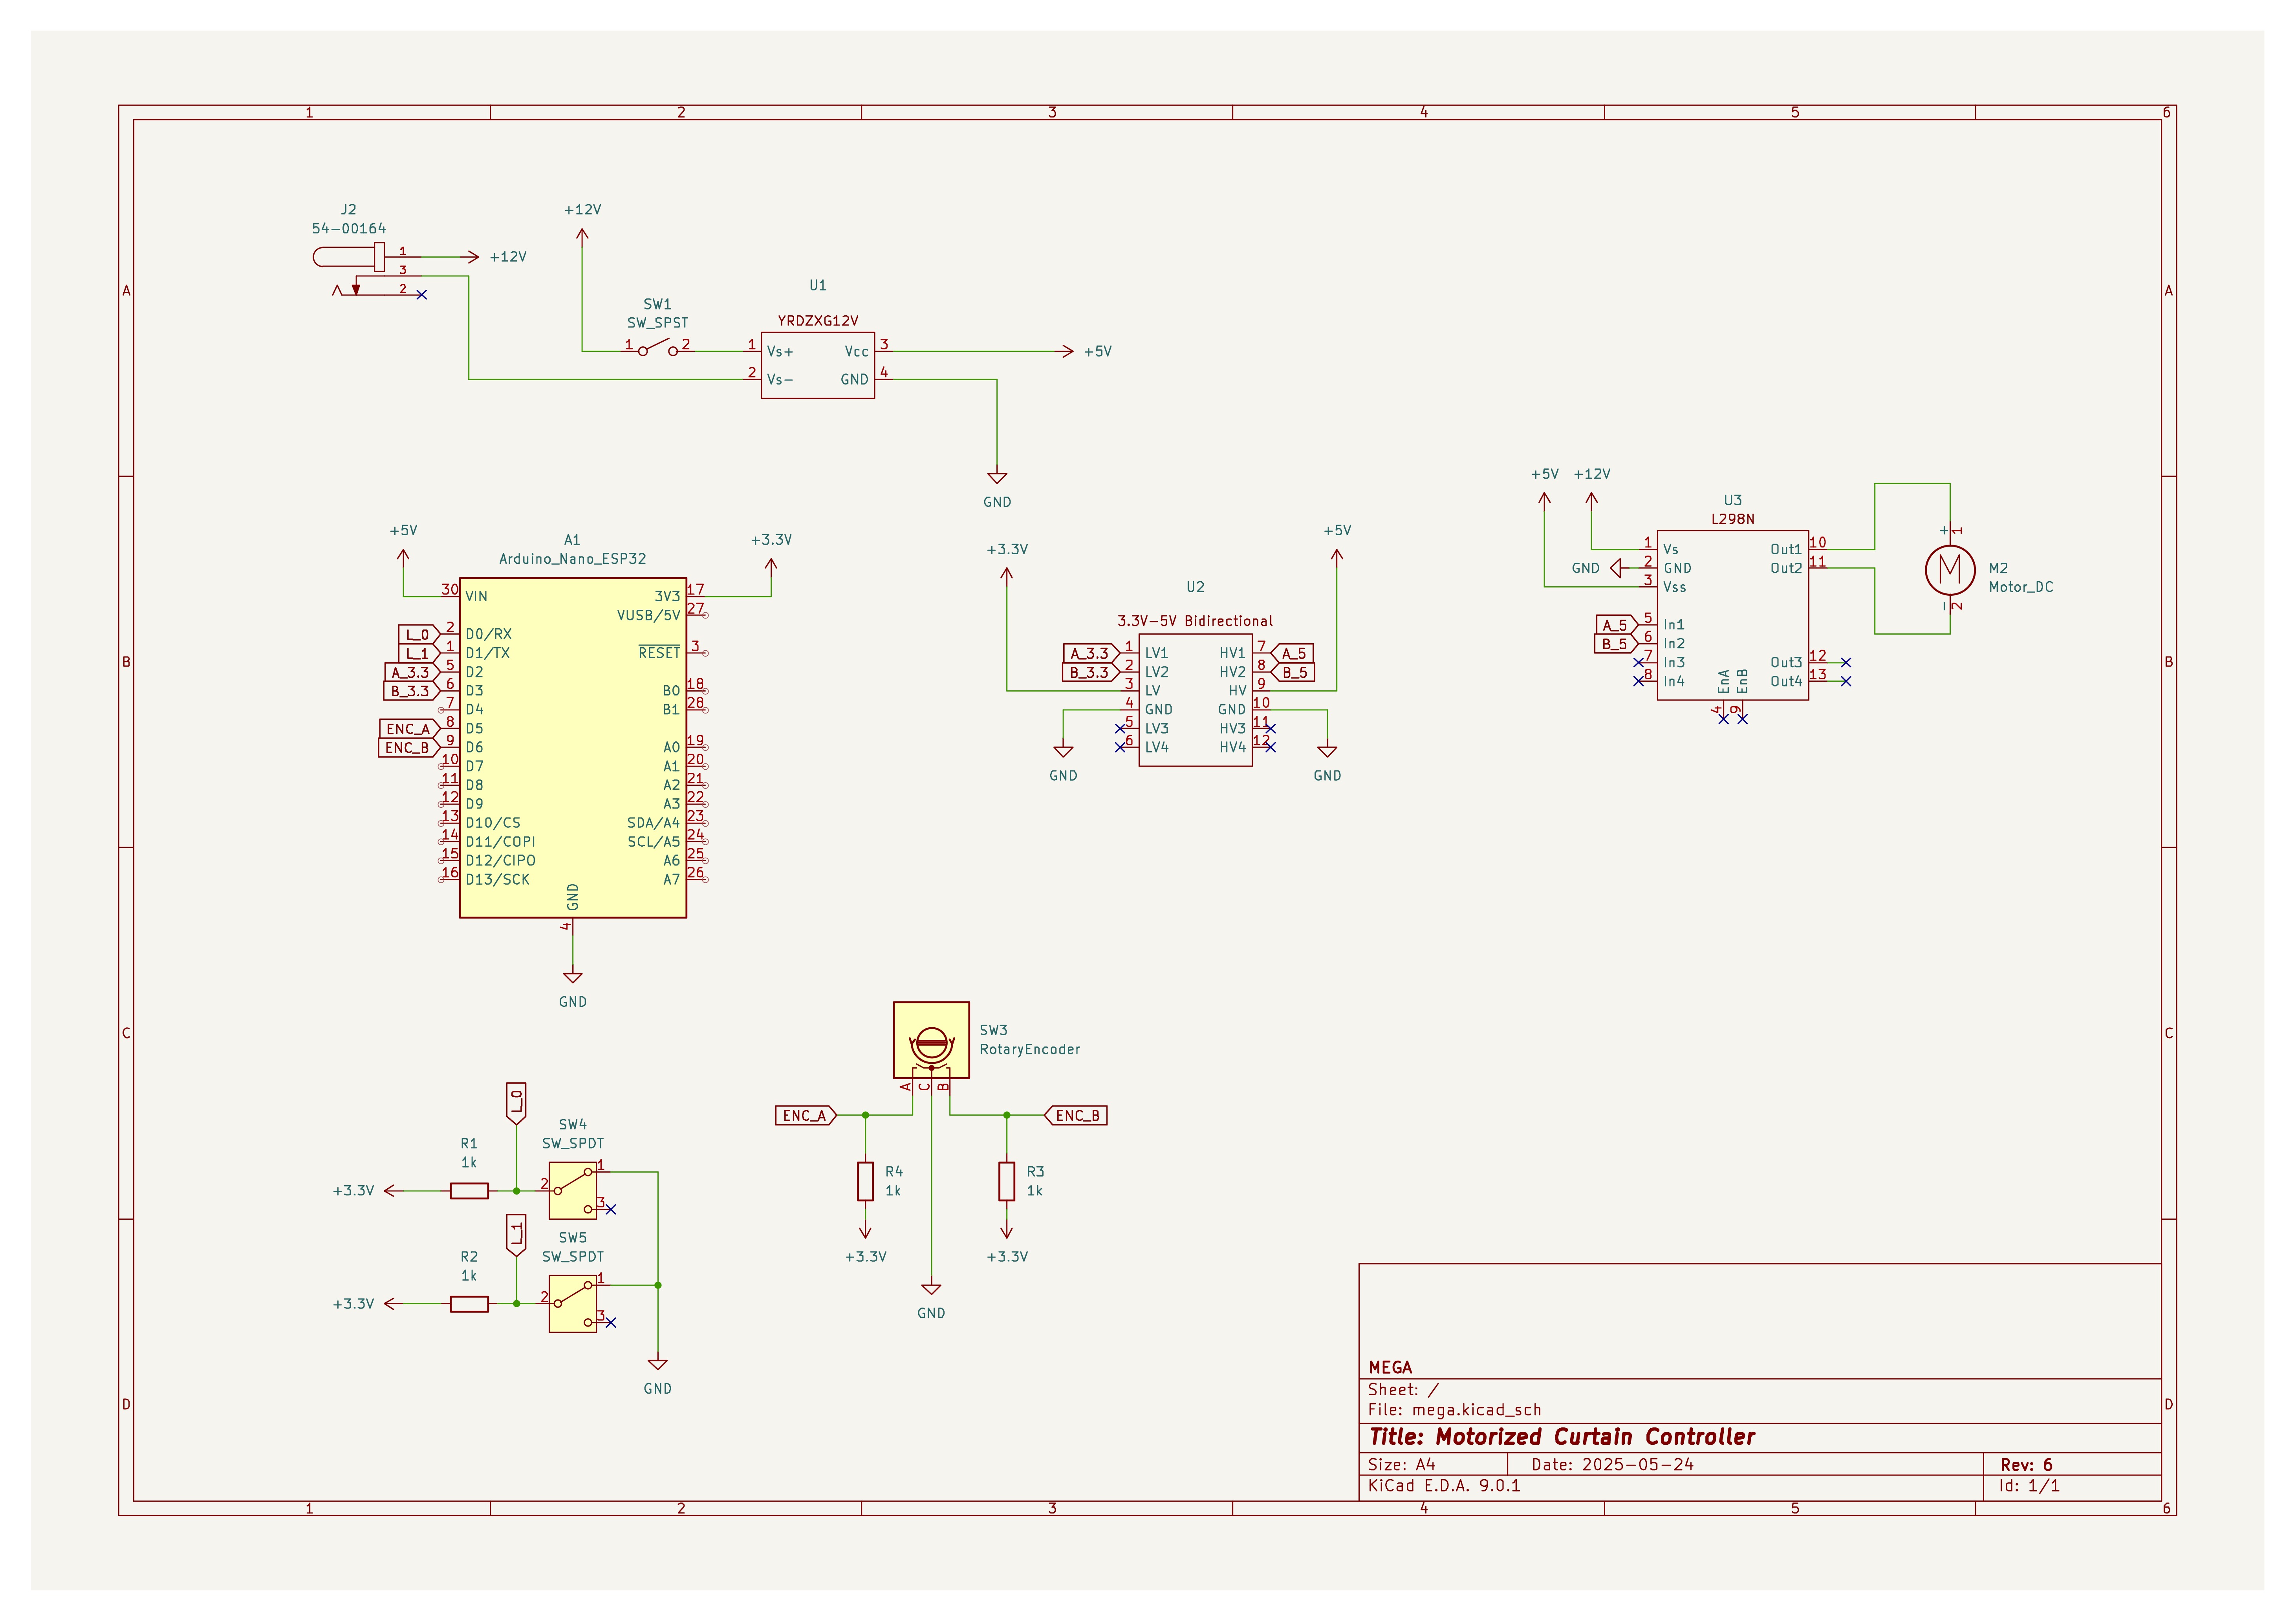 1 2 3 4 5 6
A
B
C
D
A
B
C
D
J2
54-00164
1
3
2
+12V
+12V
SW1
SW_SPST
1 2
U1
YRDZXG12V
1 Vs+ Vcc 3
2 Vs- GND 4
+5V
GND
+5V
A1
Arduino_Nano_ESP32
+3.3V
30 VIN 3V3 17
VUSB/5V 27
L_0 2 D0/RX
L_1 1 D1/TX RESET 3
A_3.3 5 D2
B_3.3 6 D3 B0 18
7 D4 B1 28
ENC_A 8 D5
ENC_B 9 D6 A0 19
10 D7 A1 20
11 D8 A2 21
12 D9 A3 22
13 D10/CS SDA/A4 23
14 D11/COPI SCL/A5 24
15 D12/CIPO A6 25
16 D13/SCK A7 26
GND
4
GND
+3.3V
+5V
U2
3.3V-5V Bidirectional
A_3.3 1 LV1 HV1 7 A_5
B_3.3 2 LV2 HV2 8 B_5
3 LV HV 9
4 GND GND 10
5 LV3 HV3 11
6 LV4 HV4 12
GND
GND
+5V +12V
U3
L298N
1 Vs Out1 10
GND 2 GND Out2 11
3 Vss
A_5 5 In1
B_5 6 In2
7 In3 Out3 12
8 In4 Out4 13
EnA EnB
4 9
+ 1
M
- 2
M2
Motor_DC
SW3
RotaryEncoder
A C B
ENC_A
ENC_B
R4
1k
R3
1k
+3.3V
+3.3V
GND
L_0
R1
1k
SW4
SW_SPDT
+3.3V
2 1
3
L_1
R2
1k
SW5
SW_SPDT
+3.3V
2 1
3
GND
MEGA
Sheet: /
File: mega.kicad_sch
Title: Motorized Curtain Controller
Size: A4 Date: 2025-05-24 Rev: 6
KiCad E.D.A. 9.0.1 Id: 1/1
1 2 3 4 5 6